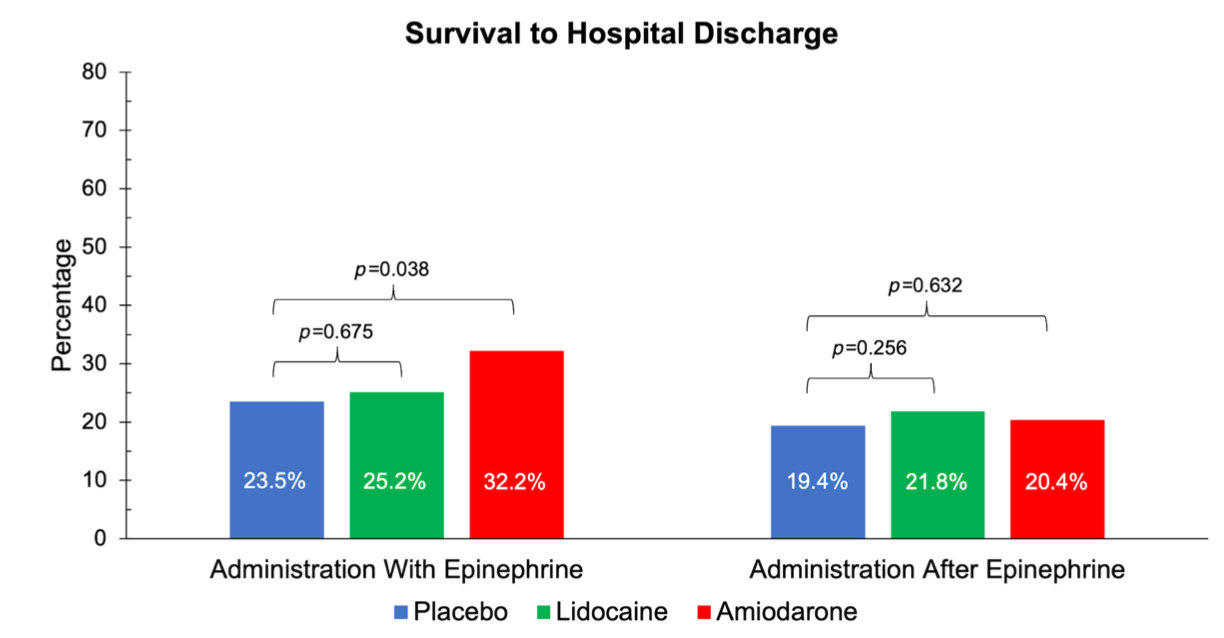 Survival to Hospital Discharge
80
70
60
50
40
30
20
10
0
Percentage
p=0.038
p=0.675
23.5%
25.2%
32.2%
p=0.632
p=0.256
19.4%
21.8%
20.4%
Administration With Epinephrine
Administration After Epinephrine
Placebo Lidocaine Amiodarone